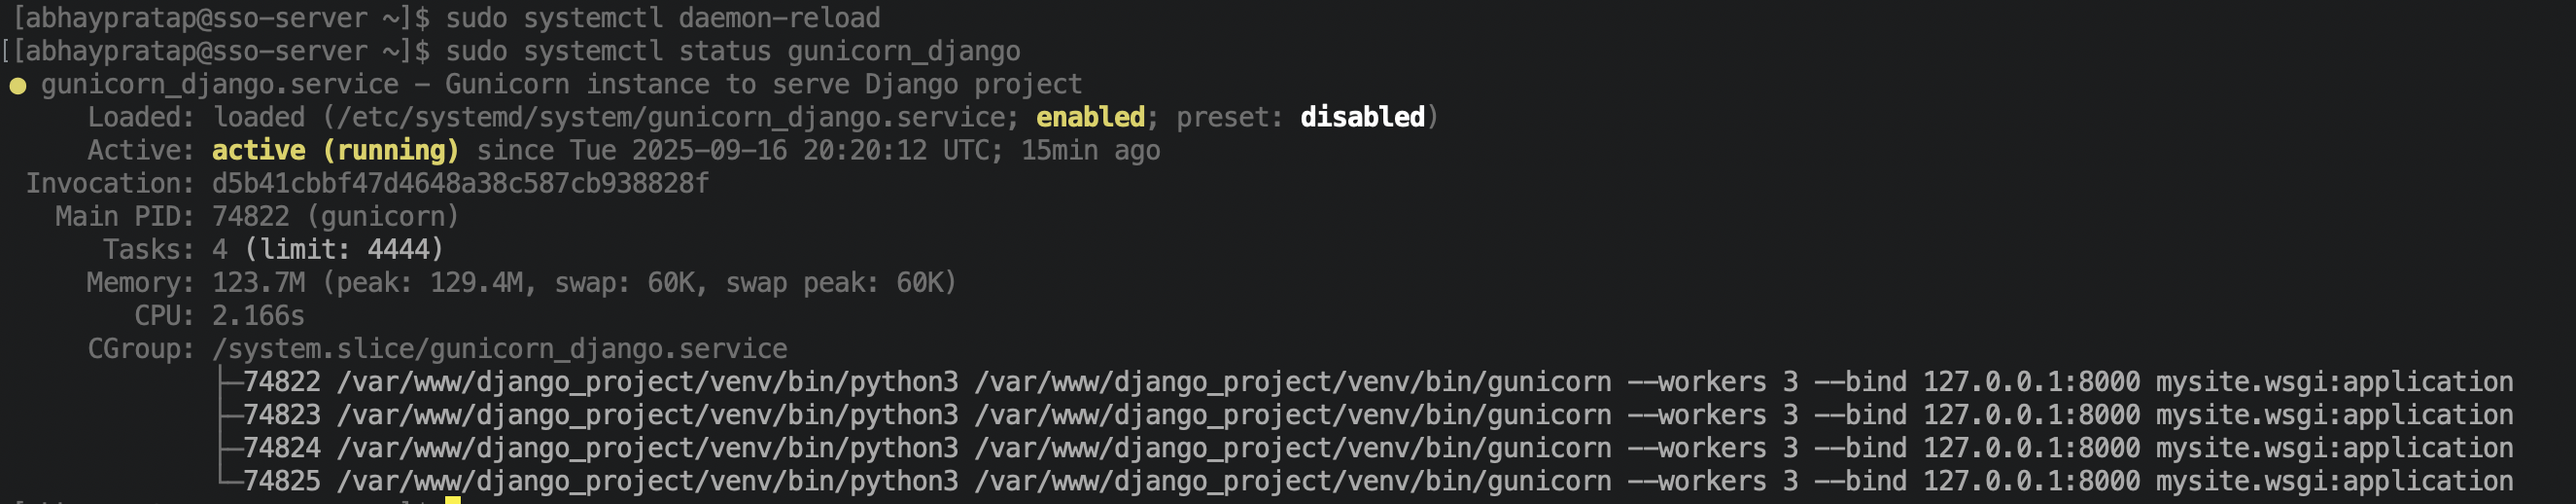 [abhaypratap@sso-server ~]$ sudo systemctl daemon-reload
[[abhaypratap@sso-server ~]$ sudo systemctl status gunicorn_django
● gunicorn_django.service - Gunicorn instance to serve Django project
Loaded: loaded (/etc/systemd/system/gunicorn_django.service; enabled; preset: disabled)
Active: active (running) since Tue 2025-09-16 20:20:12 UTC; 15min ago
Invocation: d5b41cbbf47d4648a38c587cb938828f
Main PID: 74822 (gunicorn)
Tasks: 4 (limit: 4444)
Memory: 123.7M (peak: 129.4M, swap: 60K, swap peak: 60K)
CPU: 2.166s
CGroup: /system.slice/gunicorn_django.service
├─74822 /var/www/django_project/venv/bin/python3 /var/www/django_project/venv/bin/gunicorn --workers 3 --bind 127.0.0.1:8000 mysite.wsgi:application
├─74823 /var/www/django_project/venv/bin/python3 /var/www/django_project/venv/bin/gunicorn --workers 3 --bind 127.0.0.1:8000 mysite.wsgi:application
├─74824 /var/www/django_project/venv/bin/python3 /var/www/django_project/venv/bin/gunicorn --workers 3 --bind 127.0.0.1:8000 mysite.wsgi:application
└─74825 /var/www/django_project/venv/bin/python3 /var/www/django_project/venv/bin/gunicorn --workers 3 --bind 127.0.0.1:8000 mysite.wsgi:application